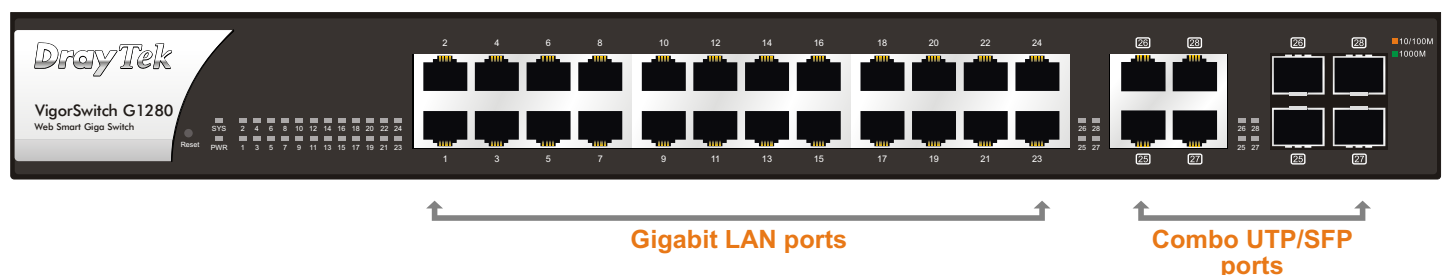 2 4 6 8 10 12 14 16 18 20 22 24 26 28 26 28
10/100M
1000M
DrayTek
VigorSwitch G1280
Web Smart Giga Switch
Reset
SYS 2 4 6 8 10 12 14 16 18 20 22 24
PWR 1 3 5 7 9 11 13 15 17 19 21 23
26 28
25 27
26 28
25 27
1 3 5 7 9 11 13 15 17 19 21 23 25 27 25 27
Gigabit LAN ports
Combo UTP/SFP
ports